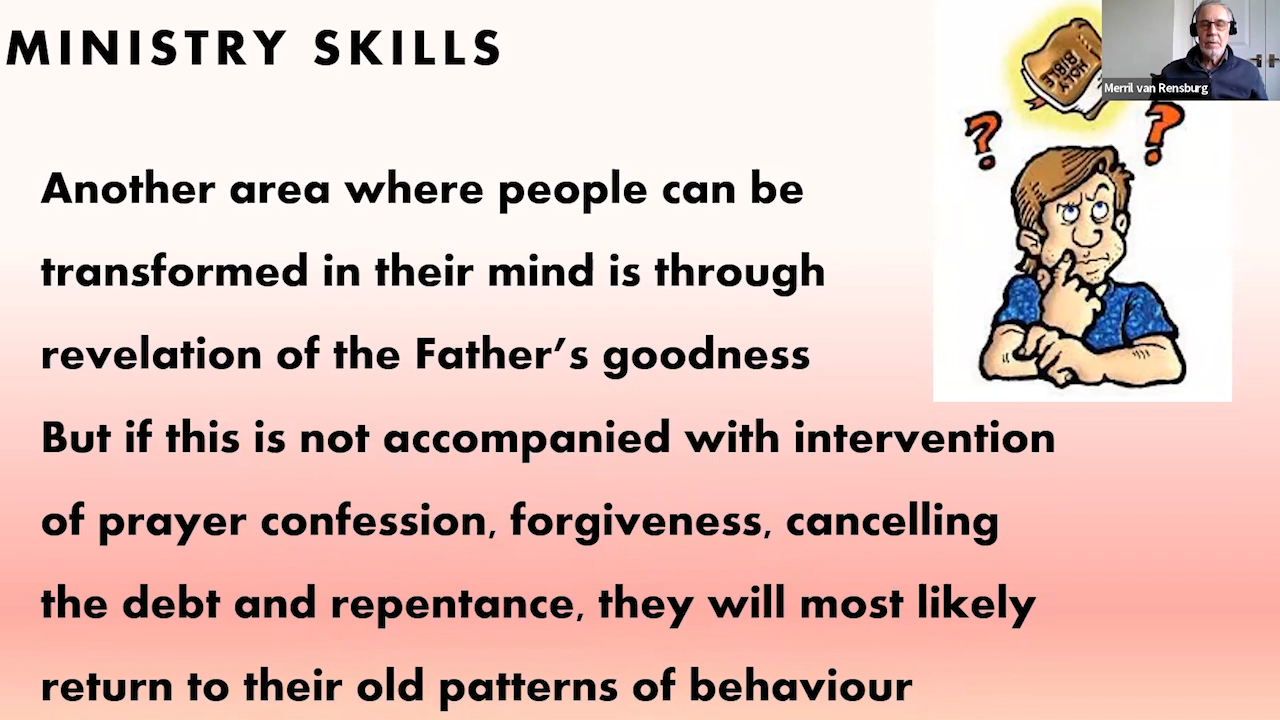 MINISTRY SKILLS
HOLY
BIBLE
Merril van Rensburg
? ?
Another area where people can be
transformed in their mind is through
revelation of the Father’s goodness
But if this is not accompanied with intervention
of prayer confession, forgiveness, cancelling
the debt and repentance, they will most likely
return to their old patterns of behaviour